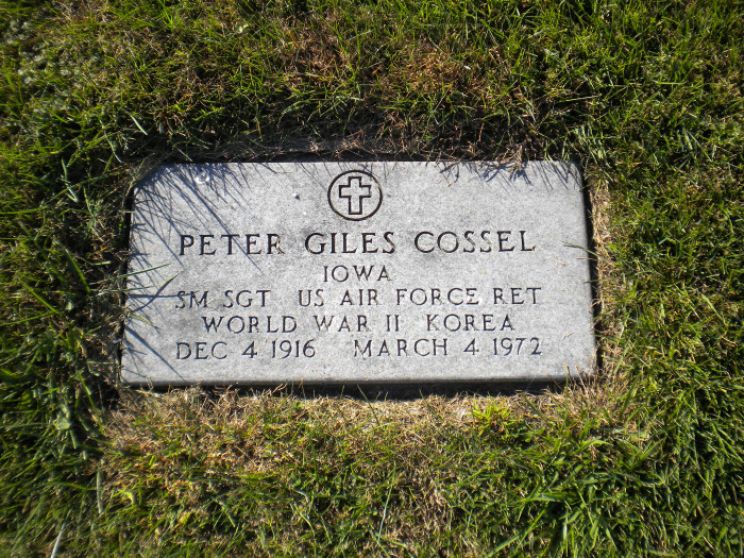 PETER GILES COSSEL
IOWA
SM SGT US AIR FORCE RET
WORLD WAR II KOREA
DEC 4 1916 MARCH 4 1972